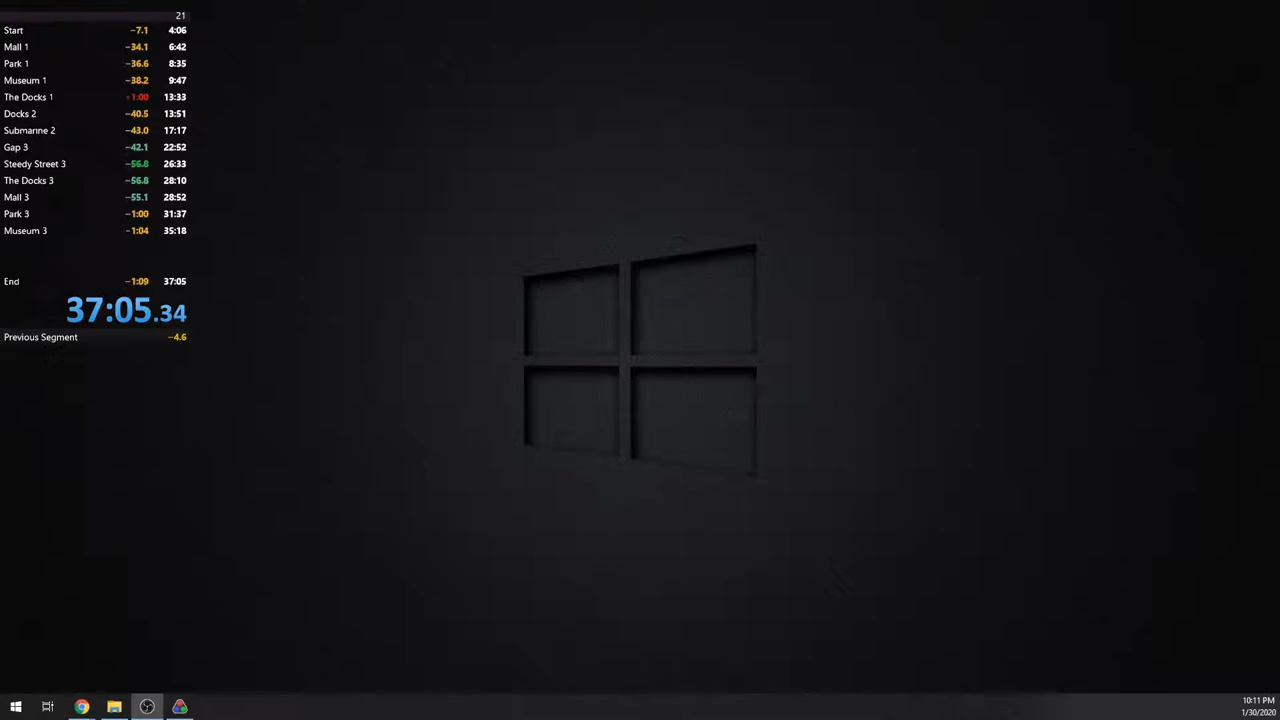 21
Start −7.1 4:06
Mall 1 −34.1 6:42
Park 1 −36.6 8:35
Museum 1 −38.2 9:47
The Docks 1 +1:00 13:33
Docks 2 −40.5 13:51
Submarine 2 −43.0 17:17
Gap 3 −42.1 22:52
Steedy Street 3 −56.8 26:33
The Docks 3 −56.8 28:10
Mall 3 −55.1 28:52
Park 3 −1:00 31:37
Museum 3 −1:04 35:18
End −1:09 37:05
37:05.34
Previous Segment −4.6
10:11 PM
1/30/2020